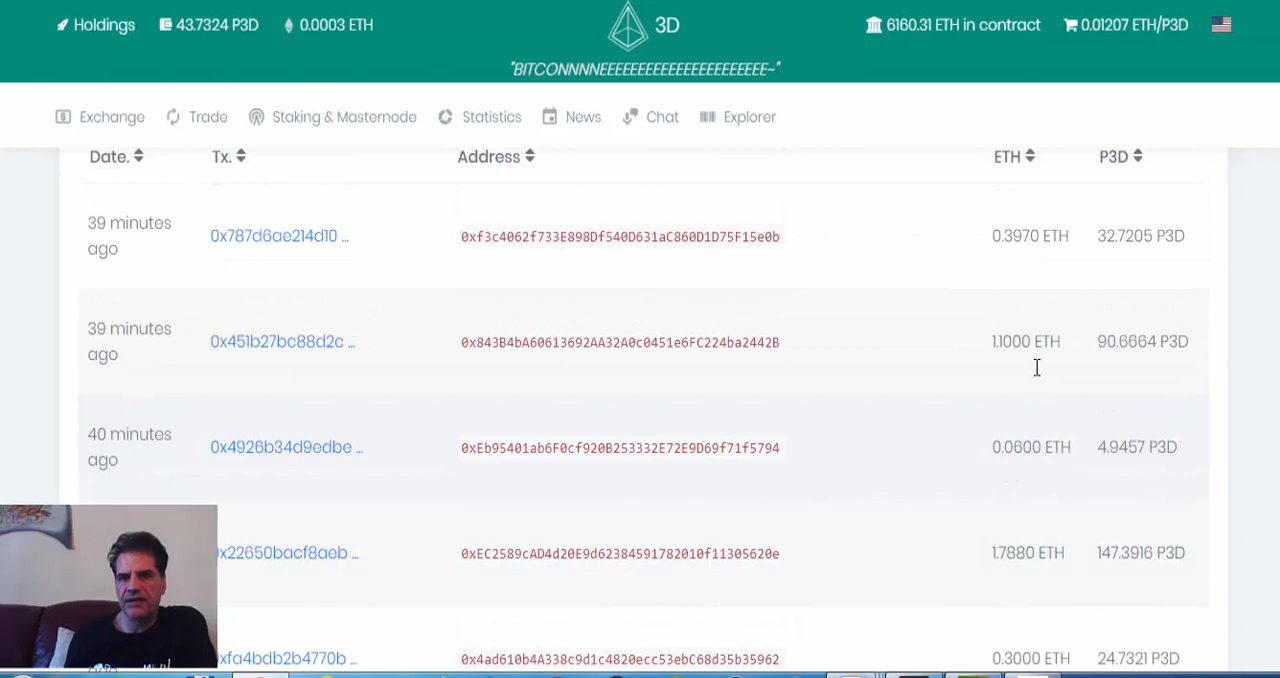 Holdings 43.7324 P3D 0.0003 ETH 3D 6160.31 ETH in contract 0.01207 ETH/P3D
"BITCONNNNEEEEEEEEEEEEEEEEEEEEEEE~"
Exchange Trade Staking & Masternode Statistics News Chat Explorer
Date. Tx. Address ETH P3D
39 minutes ago 0x787d6ae214d10 ... 0xf3c4062f733E898Df540D631aC860D1D75F15e0b 0.3970 ETH 32.7205 P3D
39 minutes ago 0x451b27bc88d2c ... 0x843B4bA60613692AA32A0c0451e6FC224ba2442B 1.1000 ETH 90.6664 P3D
40 minutes ago 0x4926b34d9edbe ... 0xEb95401ab6F0cf920B253332E72E9D69f71f5794 0.0600 ETH 4.9457 P3D
0x22650bacf8aeb ... 0xEC2589cAD4d20E9d62384591782010f11305620e 1.7880 ETH 147.3916 P3D
0xfa4bdb2b4770b ... 0x4ad610b4A338c9d1c4820ecc53ebC68d35b35962 0.3000 ETH 24.7321 P3D